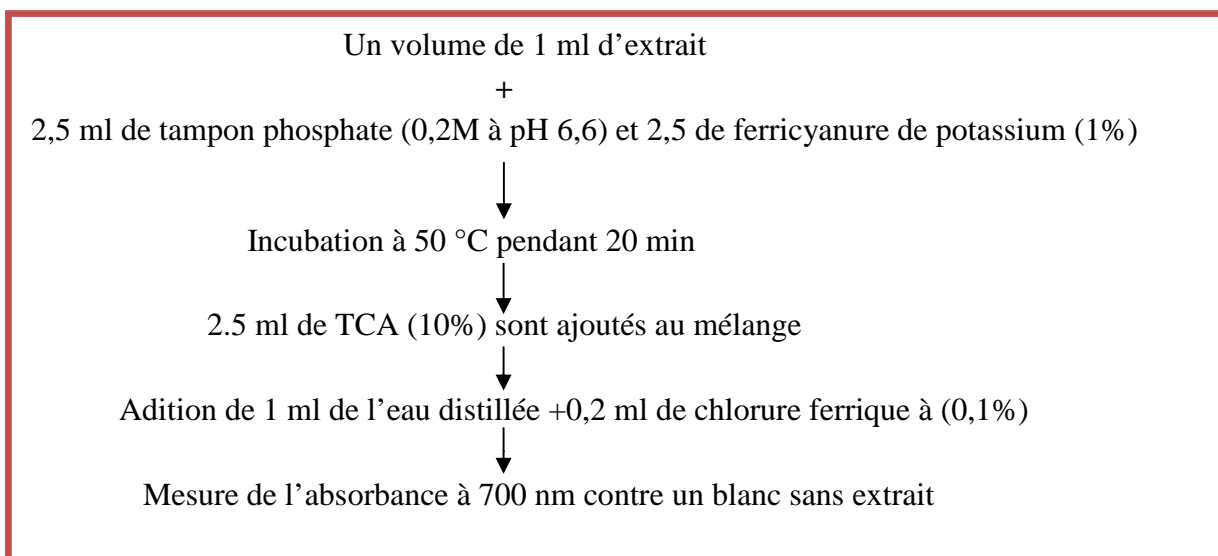 Un volume de 1 ml d’extrait
+
2,5 ml de tampon phosphate (0,2M à pH 6,6) et 2,5 de ferricyanure de potassium (1%)
Incubation à 50 °C pendant 20 min
2.5 ml de TCA (10%) sont ajoutés au mélange
Adition de 1 ml de l’eau distillée +0,2 ml de chlorure ferrique à (0,1%)
Mesure de l’absorbance à 700 nm contre un blanc sans extrait